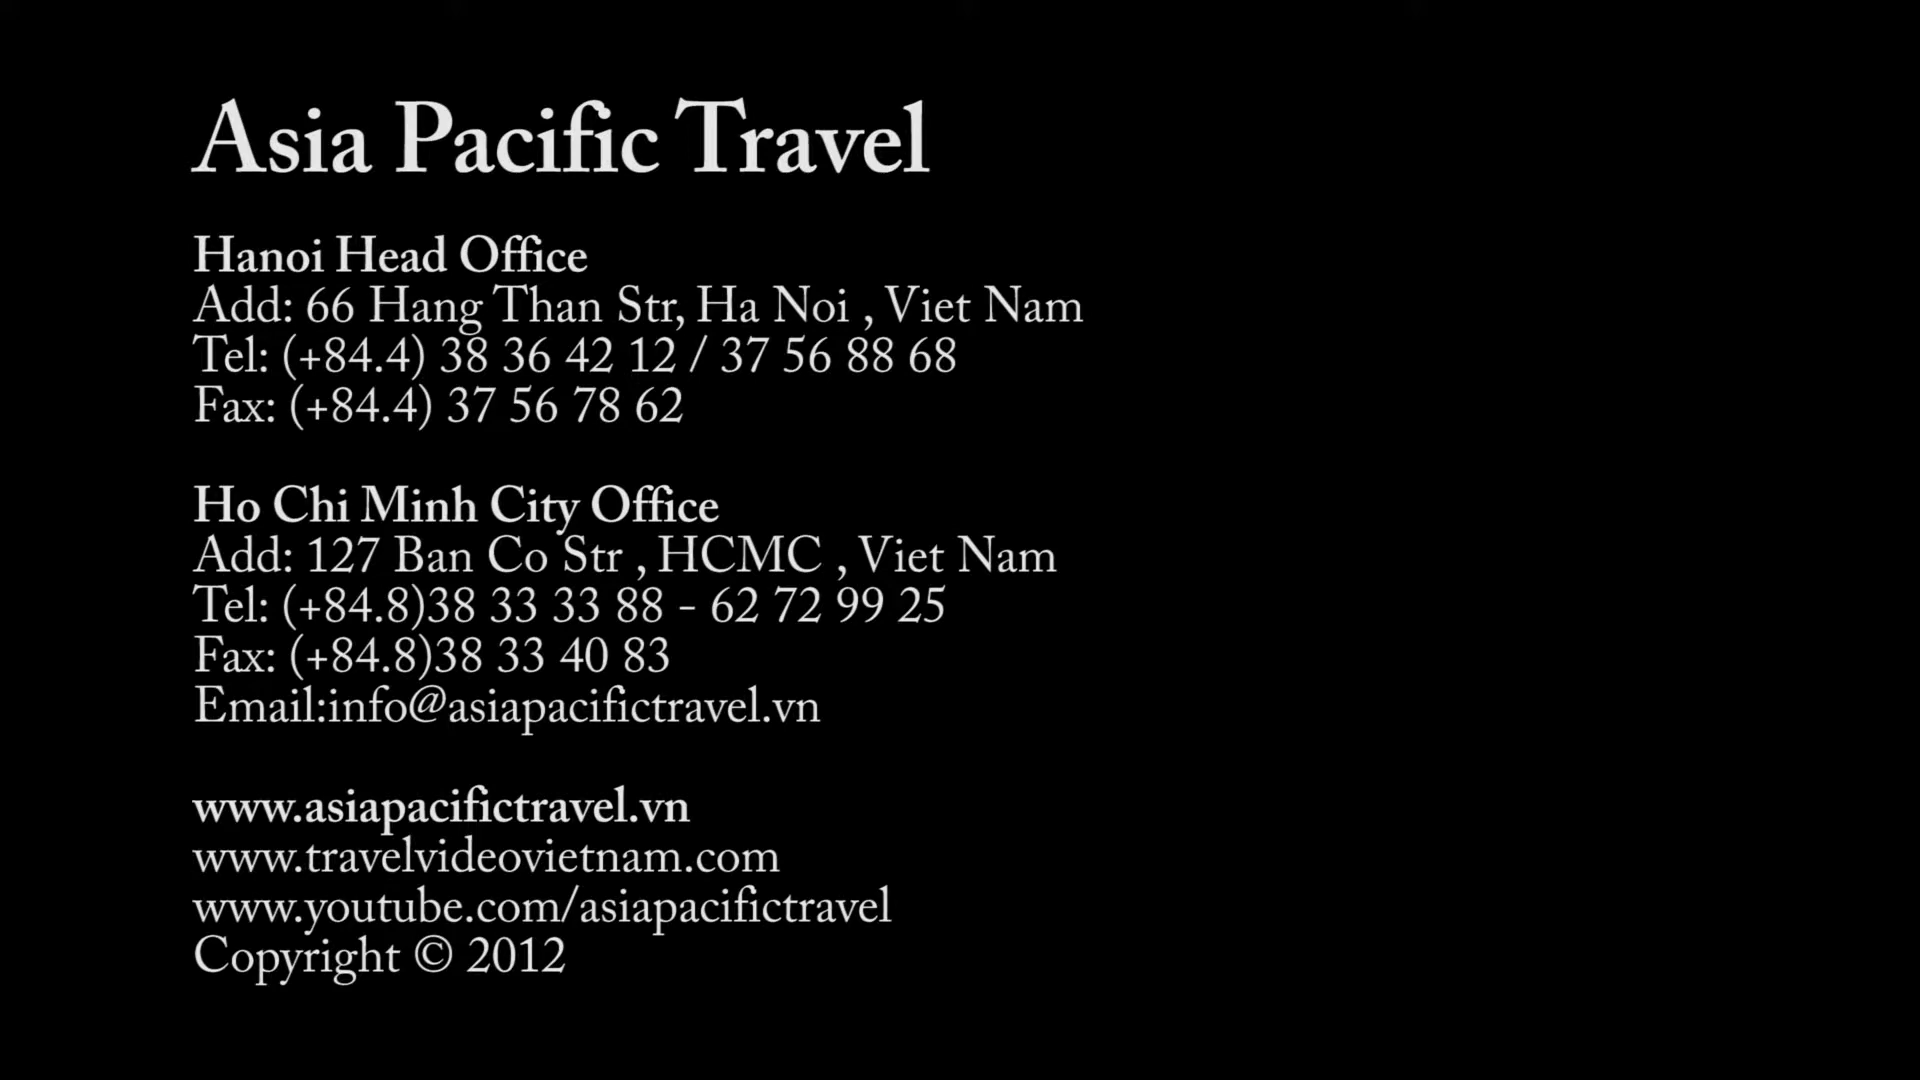 Asia Pacific Travel
Hanoi Head Office
Add: 66 Hang Than Str, Ha Noi , Viet Nam
Tel: (+84.4) 38 36 42 12 / 37 56 88 68
Fax: (+84.4) 37 56 78 62
Ho Chi Minh City Office
Add: 127 Ban Co Str , HCMC , Viet Nam
Tel: (+84.8)38 33 33 88 - 62 72 99 25
Fax: (+84.8)38 33 40 83
Email:info@asiapacifictravel.vn
www.asiapacifictravel.vn
www.travelvideovietnam.com
www.youtube.com/asiapacifictravel
Copyright © 2012